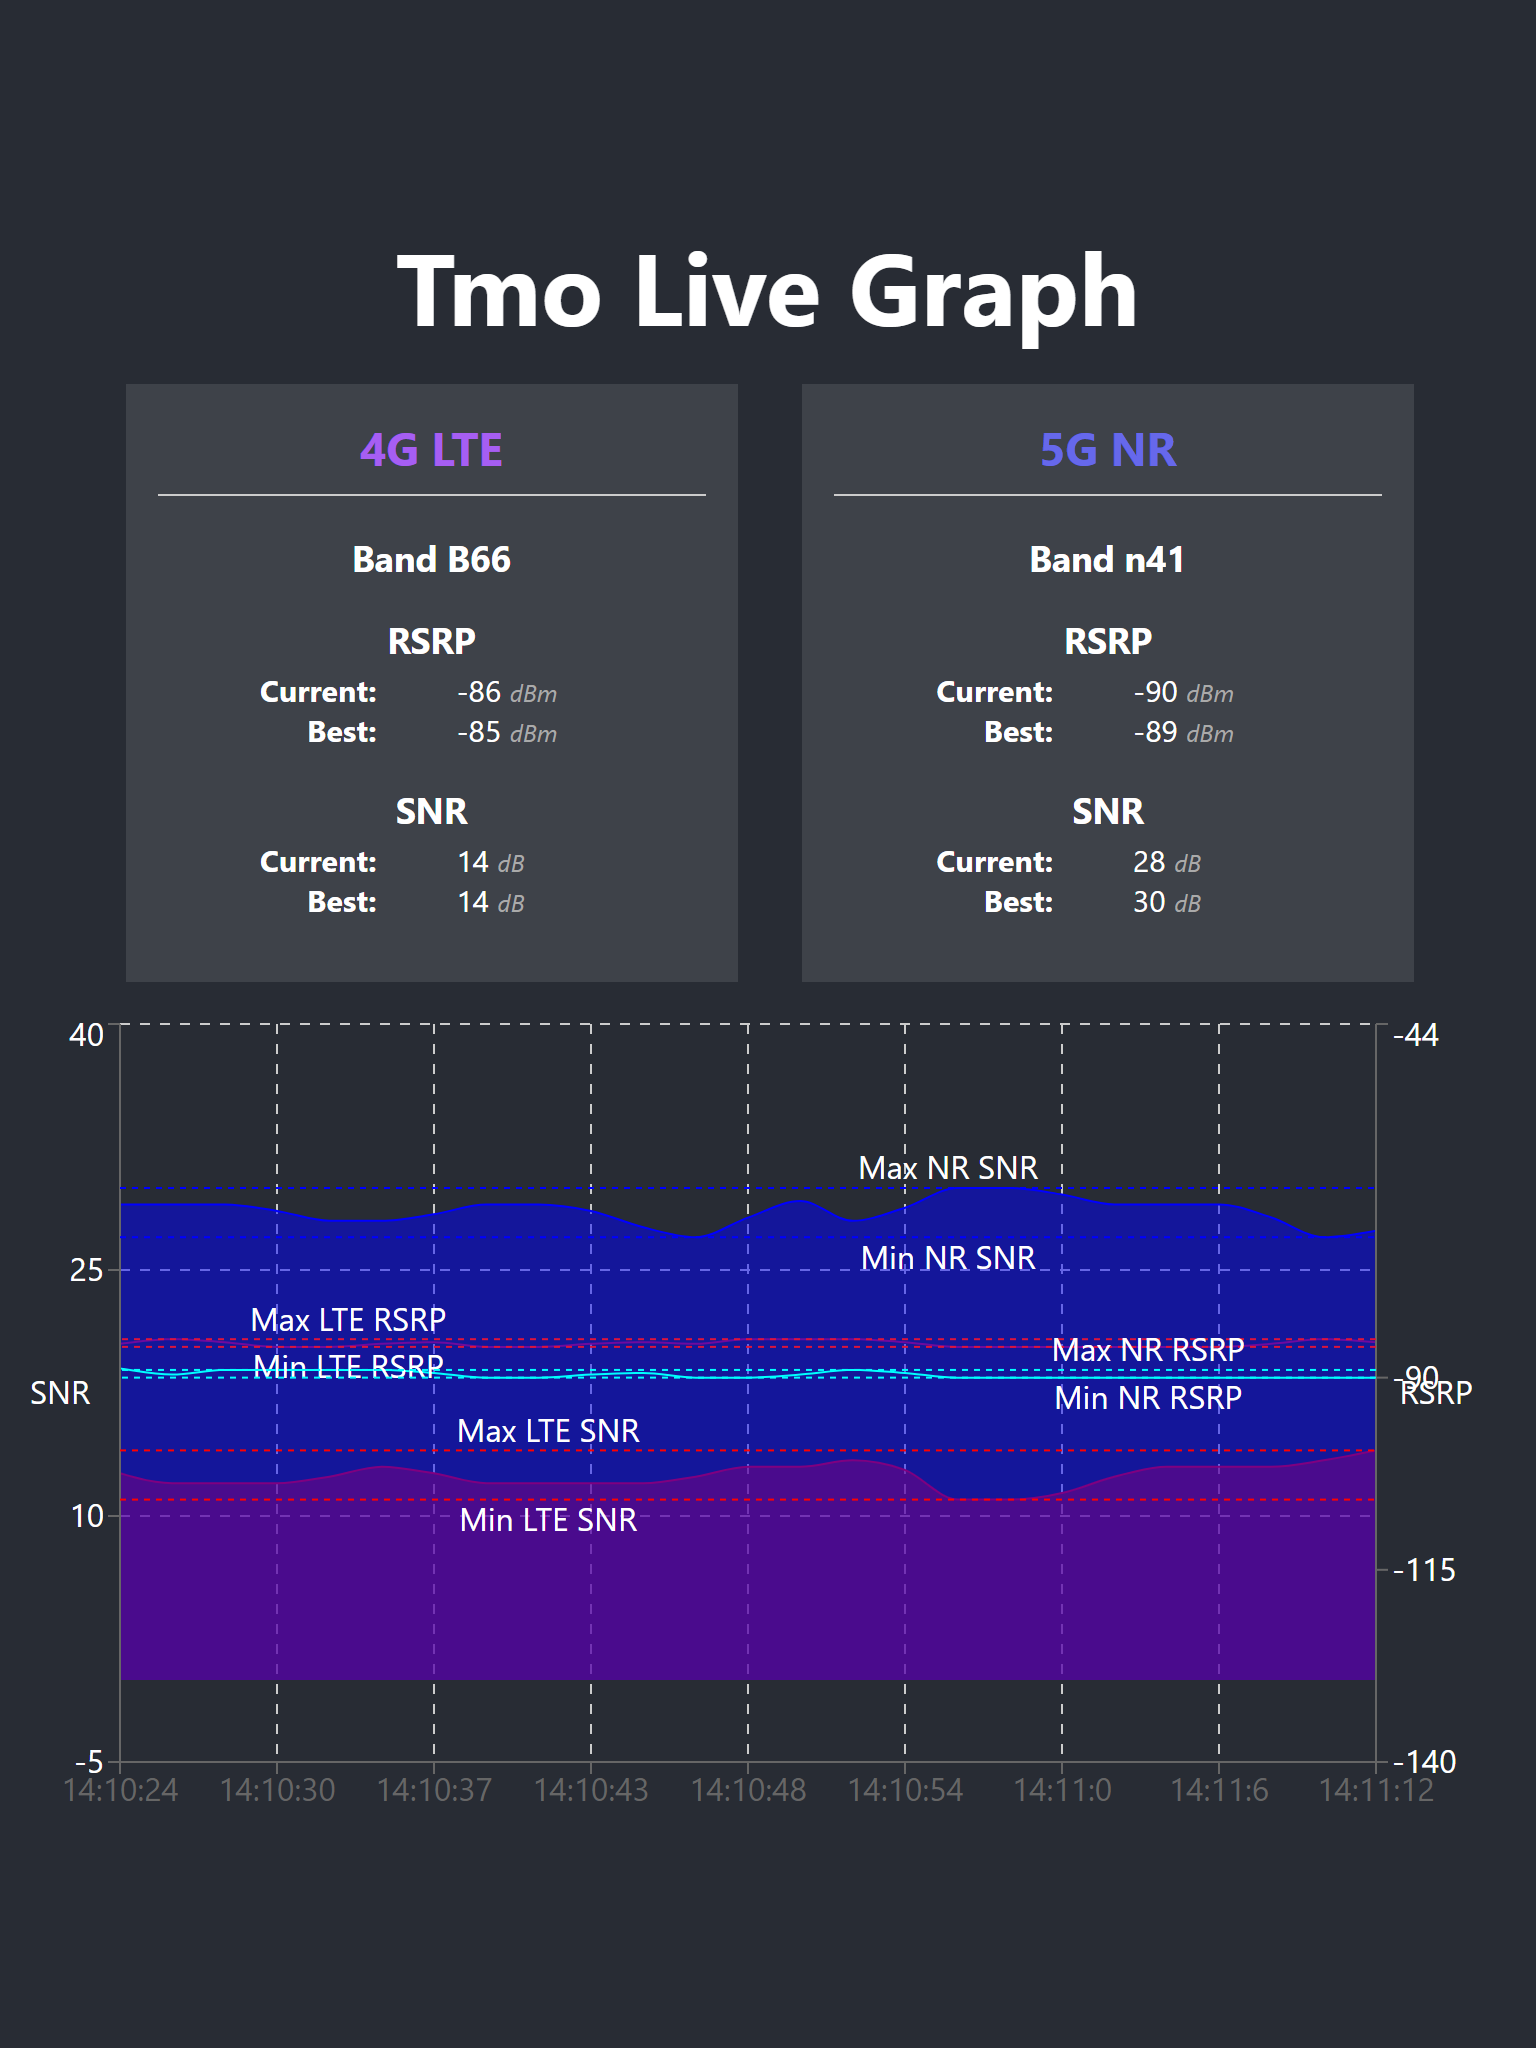 Tmo Live Graph
4G LTE
Band B66
RSRP
Current: -86 dBm
Best: -85 dBm
SNR
Current: 14 dB
Best: 14 dB
5G NR
Band n41
RSRP
Current: -90 dBm
Best: -89 dBm
SNR
Current: 28 dB
Best: 30 dB
40
25
10
-5
SNR
Max NR SNR
Min NR SNR
Max LTE RSRP
Min LTE RSRP
Max NR RSRP
Min NR RSRP
Max LTE SNR
Min LTE SNR
-44
-90
RSRP
-115
-140
14:10:24 14:10:30 14:10:37 14:10:43 14:10:48 14:10:54 14:11:0 14:11:6 14:11:12